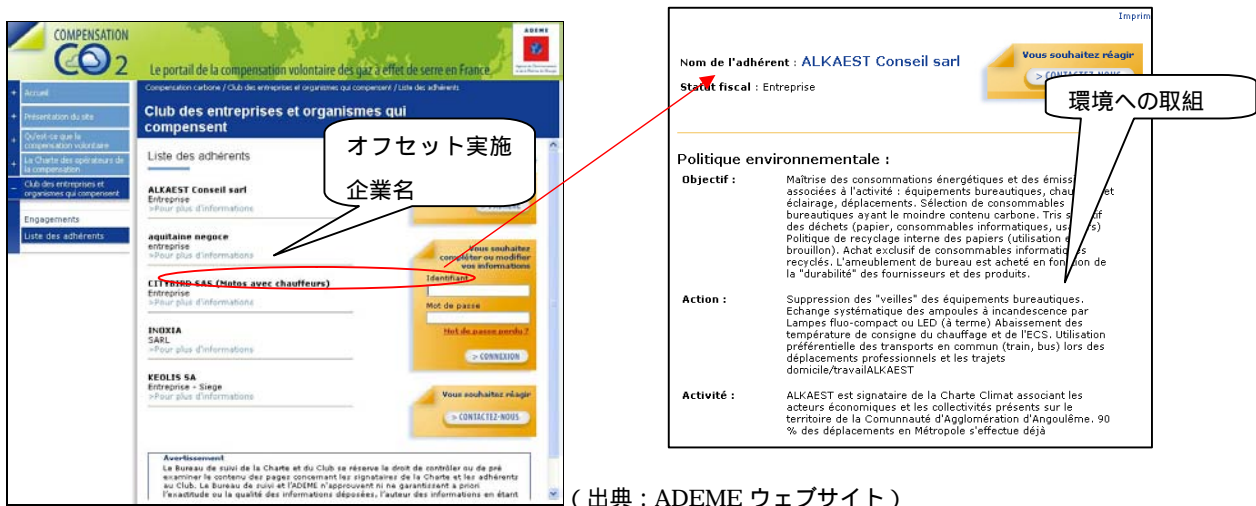 COMPENSATION
CO2
Le portail de la compensation volontaire des gaz à effet de serre en France
ADEME
Compensation carbone / Club des entreprises et organismes qui compensent / Liste des adhérents
Club des entreprises et organismes qui
compensent
+ Accueil
+ Présentation du site
+ Qu'est-ce que la
compensation volontaire
+ La Charte des opérateurs de
la compensation
- Club des entreprises et
organismes qui compensent
Engagements
Liste des adhérents
Liste des adhérents
ALKAEST Conseil sarl
Entreprise
>Pour plus d'informations
aquitaine negoce
entreprise
>Pour plus d'informations
CITYBIRD SAS (Motos avec chauffeurs)
Entreprise
>Pour plus d'informations
INOXIA
SARL
>Pour plus d'informations
KEOLIS SA
Entreprise - Siege
>Pour plus d'informations
オフセット実施
企業名
Vous souhaitez
compléter ou modifier
vos informations
Identifiant
Mot de passe
Mot de passe perdu ?
> CONNEXION
Vous souhaitez réagir
> CONTACTEZ-NOUS
Avertissement
Le Bureau de suivi de la Charte et du Club se réserve le droit de contrôler ou de pré
examiner le contenu des pages concernant les signataires de la Charte et les adhérents
au Club. Le Bureau de suivi et l'ADEME n'approuvent ni ne garantissent a priori
l'exactitude ou la qualité des informations déposées, l'auteur des informations en étant
Imprim
Nom de l'adhérent : ALKAEST Conseil sarl
Statut fiscal : Entreprise
Vous souhaitez réagir
> CONTACTEZ-NOUS
環境への取組
Politique environnementale :
Objectif :
Maîtrise des consommations énergétiques et des émiss
associées à l'activité : équipements bureautiques, chau et
éclairage, déplacements. Sélection de consommables
bureautiques ayant le moindre contenu carbone. Tris s if
des déchets (papier, consommables informatiques, us rs)
Politique de recyclage interne des papiers (utilisation e
brouillon). Achat exclusif de consommables informatiques
recyclés. L'ameublement de bureau est acheté en fonction de
la "durabilité" des fournisseurs et des produits.
Action :
Suppression des "veilles" des équipements bureautiques.
Echange systématique des ampoules à incandescence par
Lampes fluo-compact ou LED (à terme) Abaissement des
température de consigne du chauffage et de l'ECS. Utilisation
préférentielle des transports en commun (train, bus) lors des
déplacements professionnels et les trajets
domicile/travailALKAEST
Activité :
ALKAEST est signataire de la Charte Climat associant les
acteurs économiques et les collectivités présents sur le
territoire de la Comunnauté d'Agglomération d'Angoulême. 90
% des déplacements en Métropole s'effectue déjà
（出典：ADEME ウェブサイト）